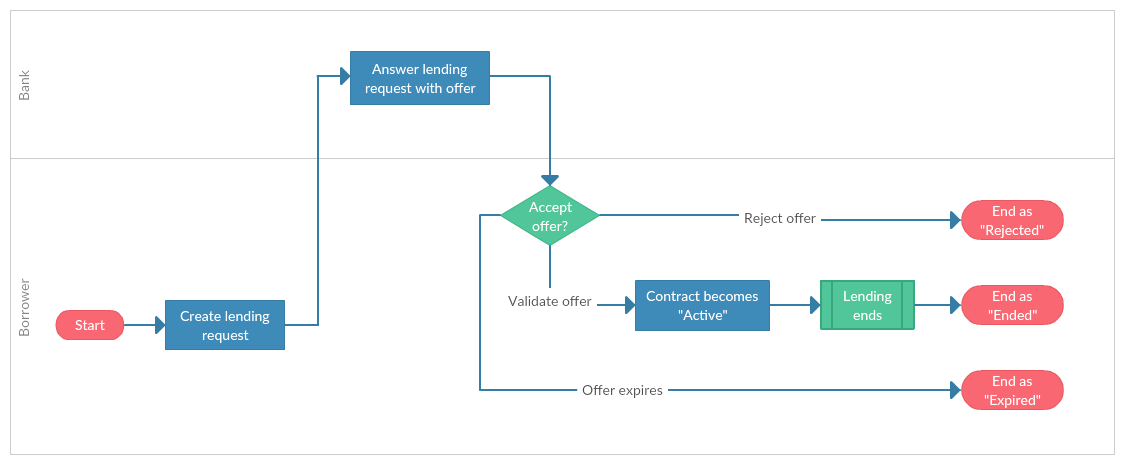 Bank
Answer lending
request with offer
Borrower
Start
Create lending
request
Accept
offer?
Reject offer
End as
"Rejected"
Validate offer
Contract becomes
"Active"
Lending
ends
End as
"Ended"
Offer expires
End as
"Expired"